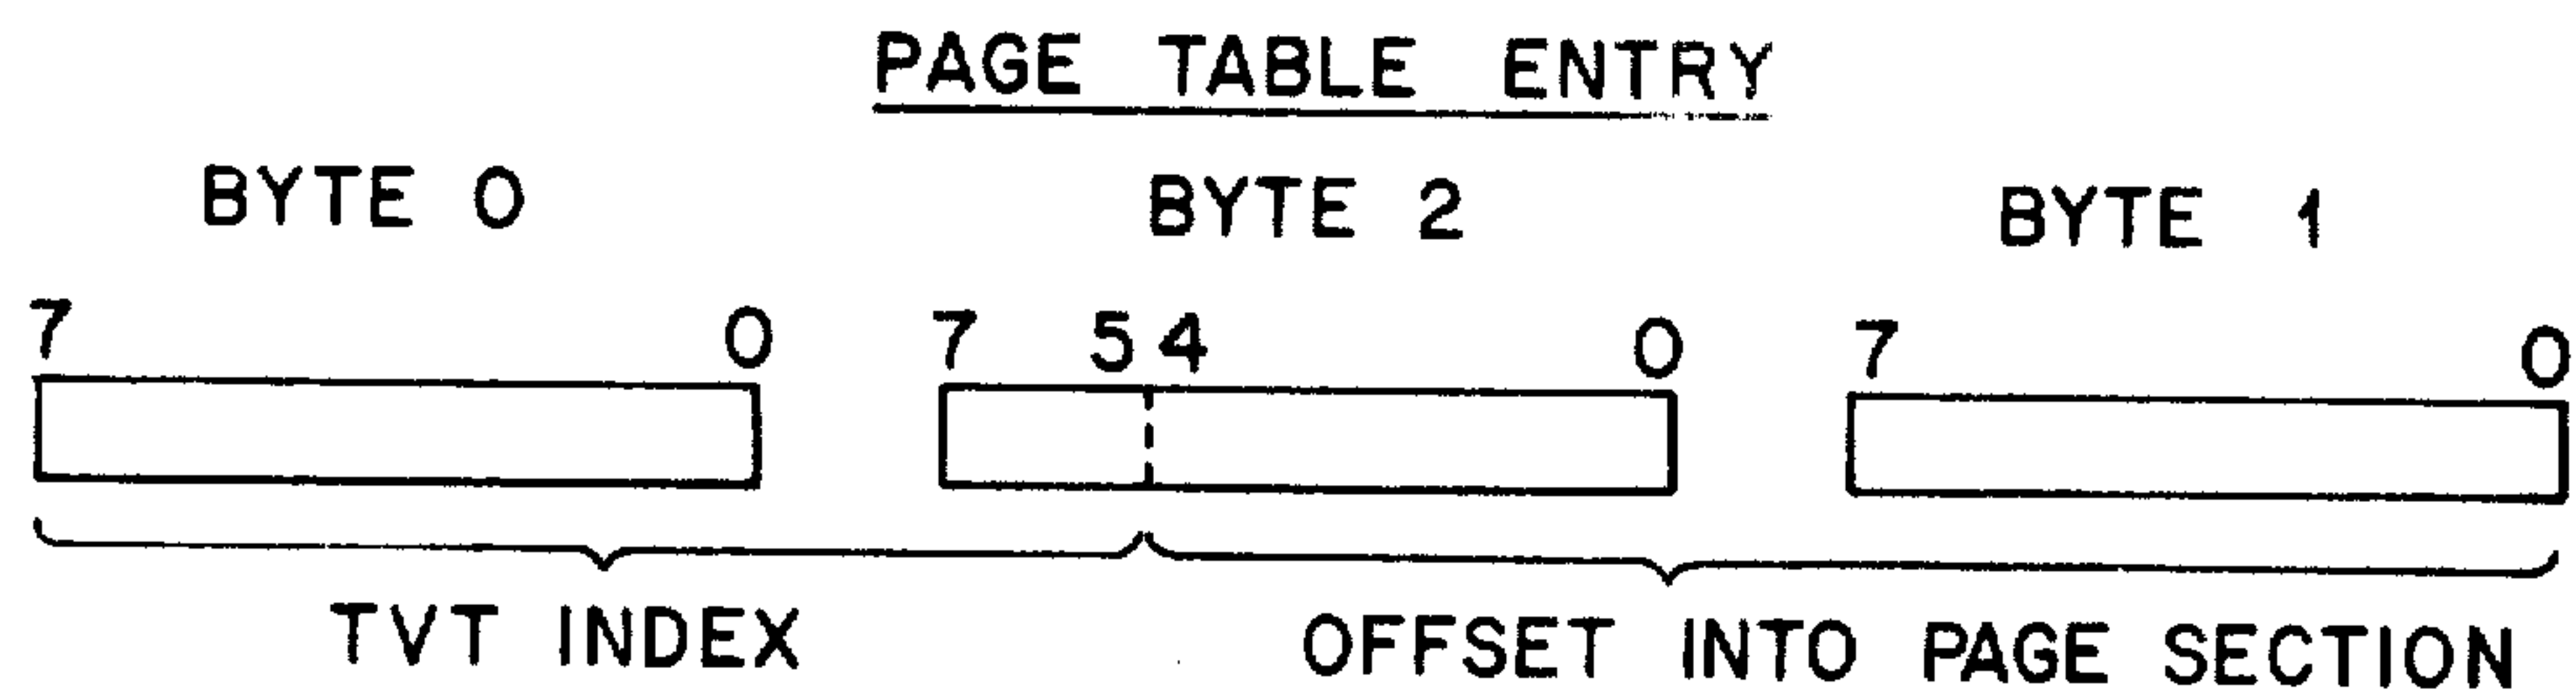 PAGE TABLE ENTRY
BYTE 0 BYTE 2 BYTE 1
7 0 7 5 4 0 7 0
TVT INDEX OFFSET INTO PAGE SECTION